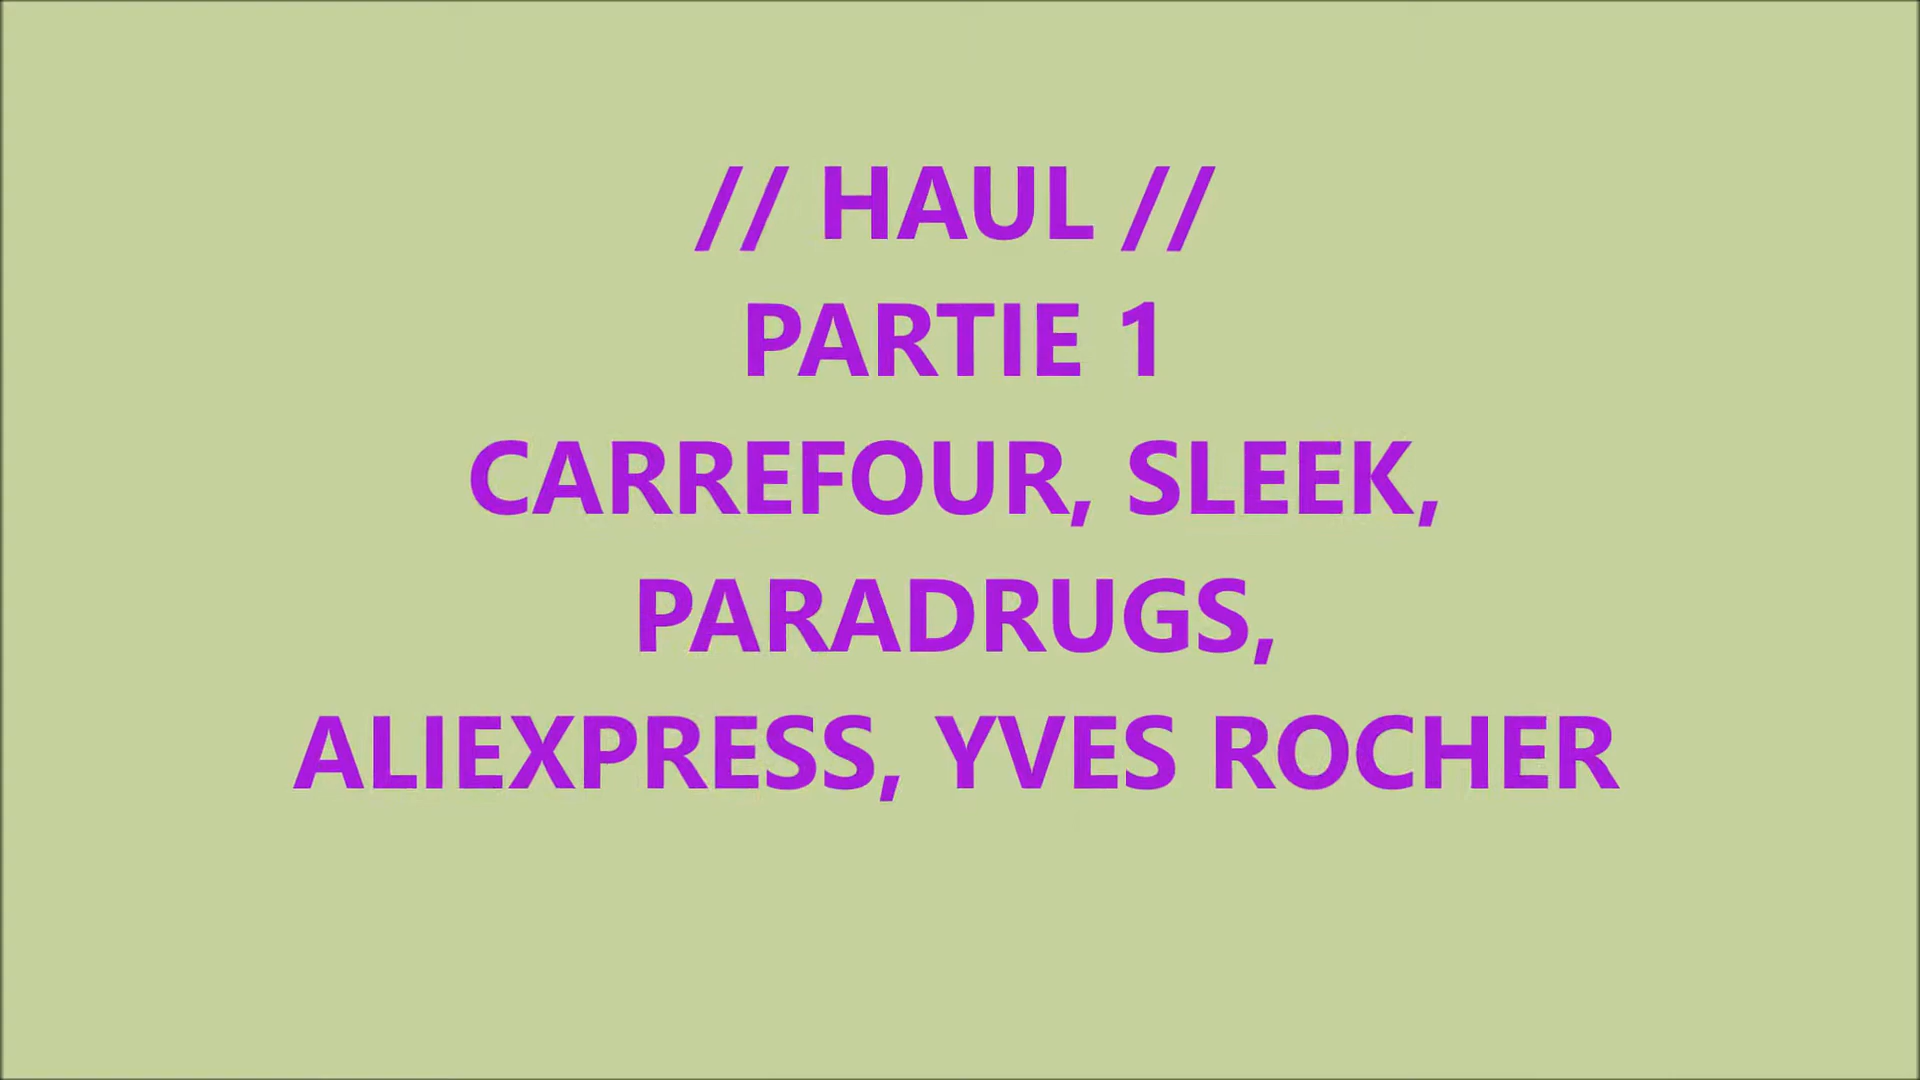 // HAUL //
PARTIE 1
CARREFOUR, SLEEK,
PARADRUGS,
ALIEXPRESS, YVES ROCHER